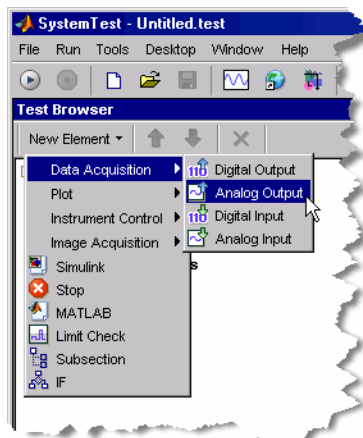 SystemTest - Untitled.test
File Run Tools Desktop Window Help
Test Browser
New Element
Data Acquisition
Digital Output
Plot
Analog Output
Instrument Control
Digital Input
Image Acquisition
Analog Input
Simulink
s
Stop
MATLAB
Limit Check
Subsection
IF